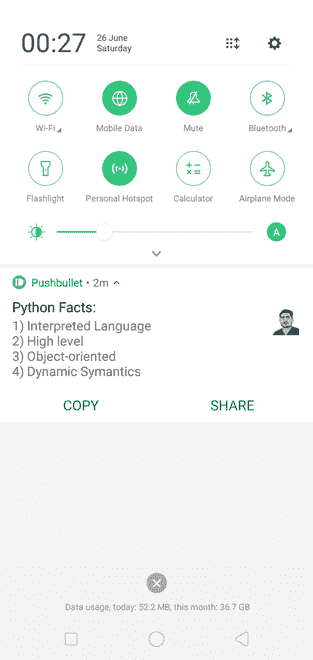 00:27
26 June
Saturday
Wi-Fi
Mobile Data
Mute
Bluetooth
Flashlight
Personal Hotspot
Calculator
Airplane Mode
A
Pushbullet • 2m
Python Facts:
1) Interpreted Language
2) High level
3) Object-oriented
4) Dynamic Symantics
COPY
SHARE
Data usage, today: 52.2 MB, this month: 36.7 GB